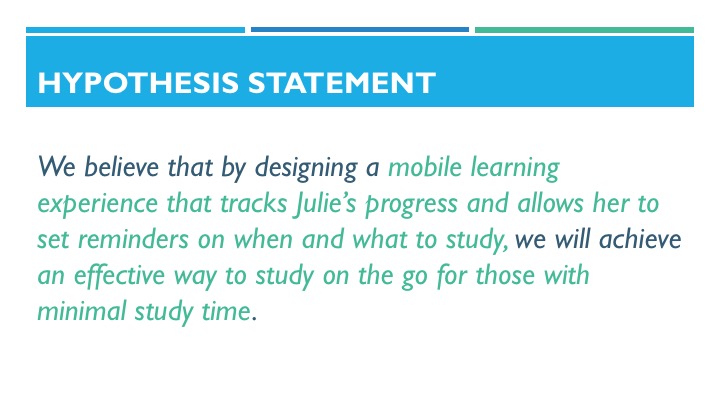 HYPOTHESIS STATEMENT
We believe that by designing a mobile learning
experience that tracks Julie’s progress and allows her to
set reminders on when and what to study, we will achieve
an effective way to study on the go for those with
minimal study time.